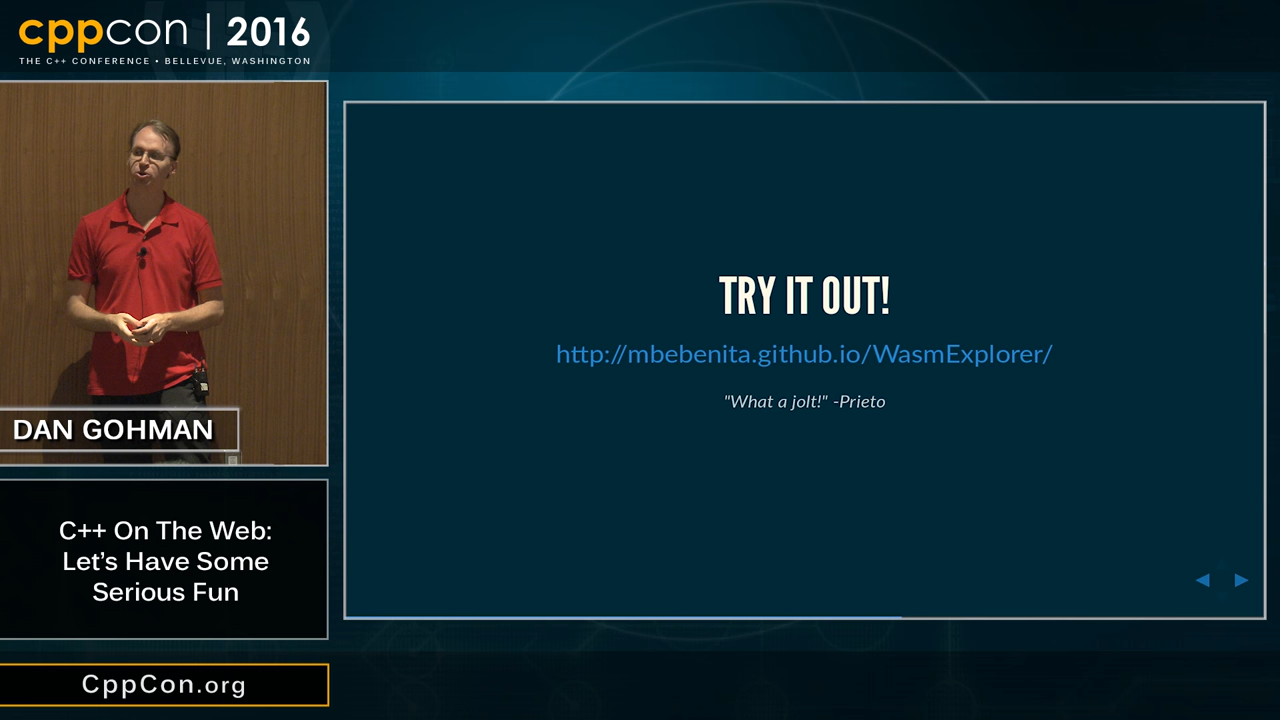 cppcon | 2016
THE C++ CONFERENCE • BELLEVUE, WASHINGTON
TRY IT OUT!
http://mbebenita.github.io/WasmExplorer/
"What a jolt!" -Prieto
DAN GOHMAN
C++ On The Web:
Let's Have Some
Serious Fun
CppCon.org